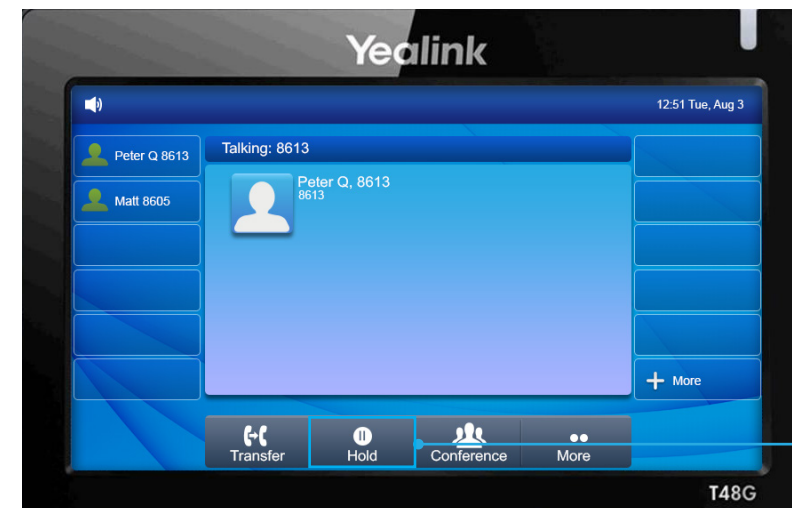 Yealink
12:51 Tue, Aug 3
Peter Q 8613
Talking: 8613
Peter Q, 8613
8613
Matt 8605
More
Transfer
Hold
Conference
More
T48G